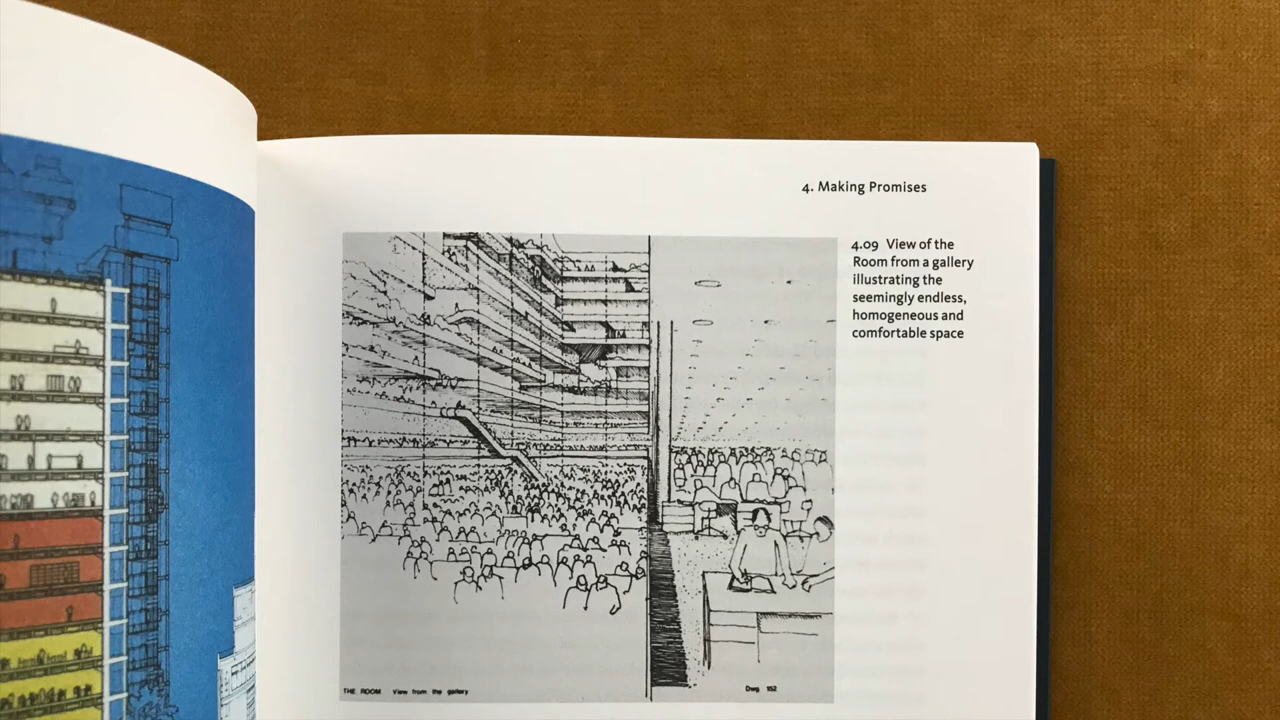 4. Making Promises
4.09 View of the
Room from a gallery
illustrating the
seemingly endless,
homogeneous and
comfortable space
THE ROOM View from the gallery
Dwg 152